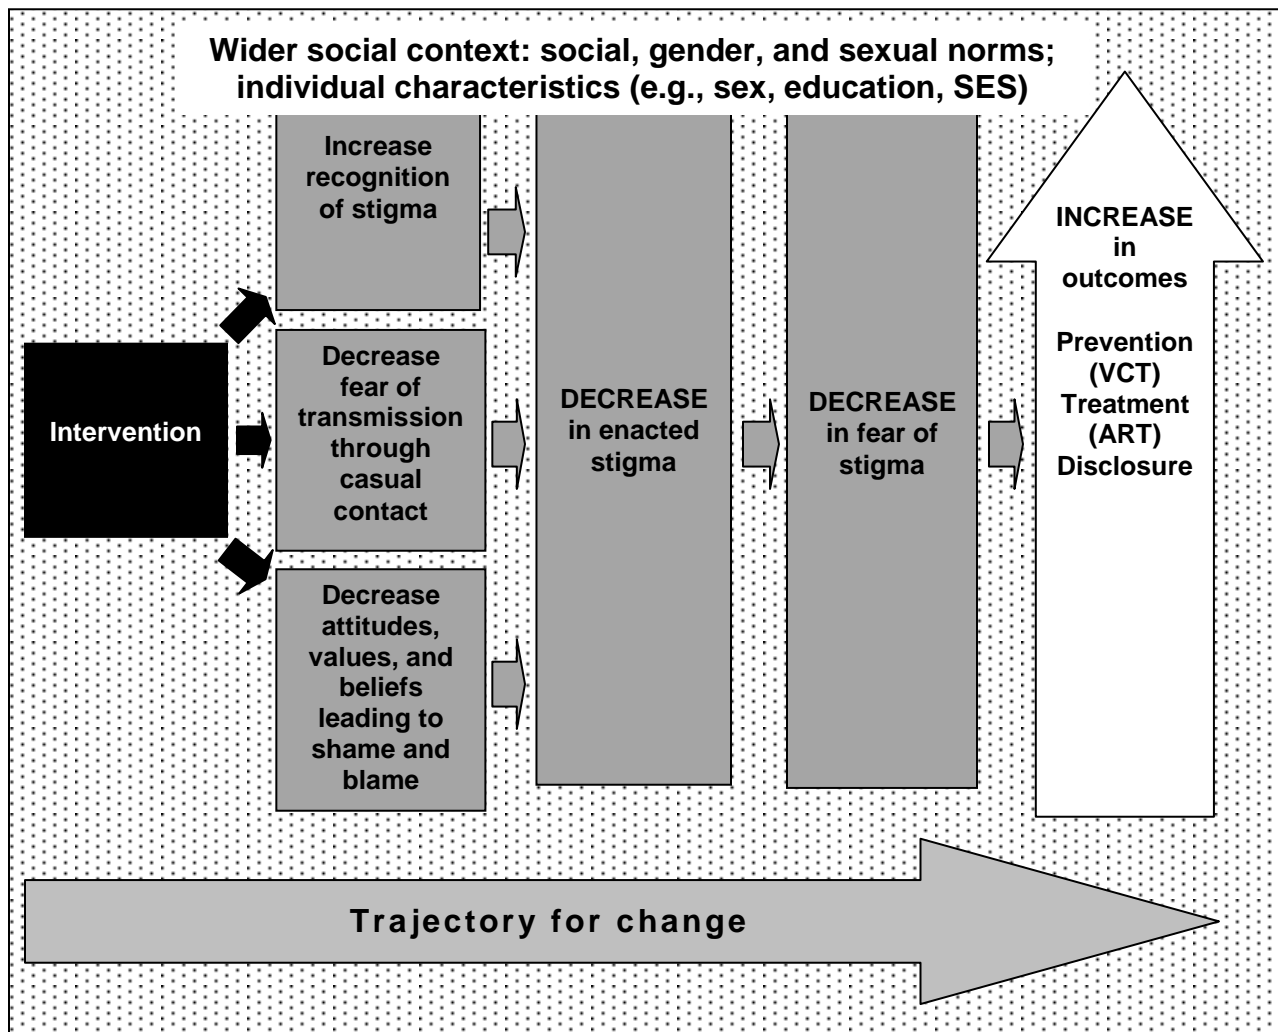 Wider social context: social, gender, and sexual norms;
individual characteristics (e.g., sex, education, SES)
Increase
recognition
of stigma
Intervention
Decrease
fear of
transmission
through
casual
contact
Decrease
attitudes,
values, and
beliefs
leading to
shame and
blame
DECREASE
in enacted
stigma
DECREASE
in fear of
stigma
INCREASE
in
outcomes
Prevention
(VCT)
Treatment
(ART)
Disclosure
Trajectory for change